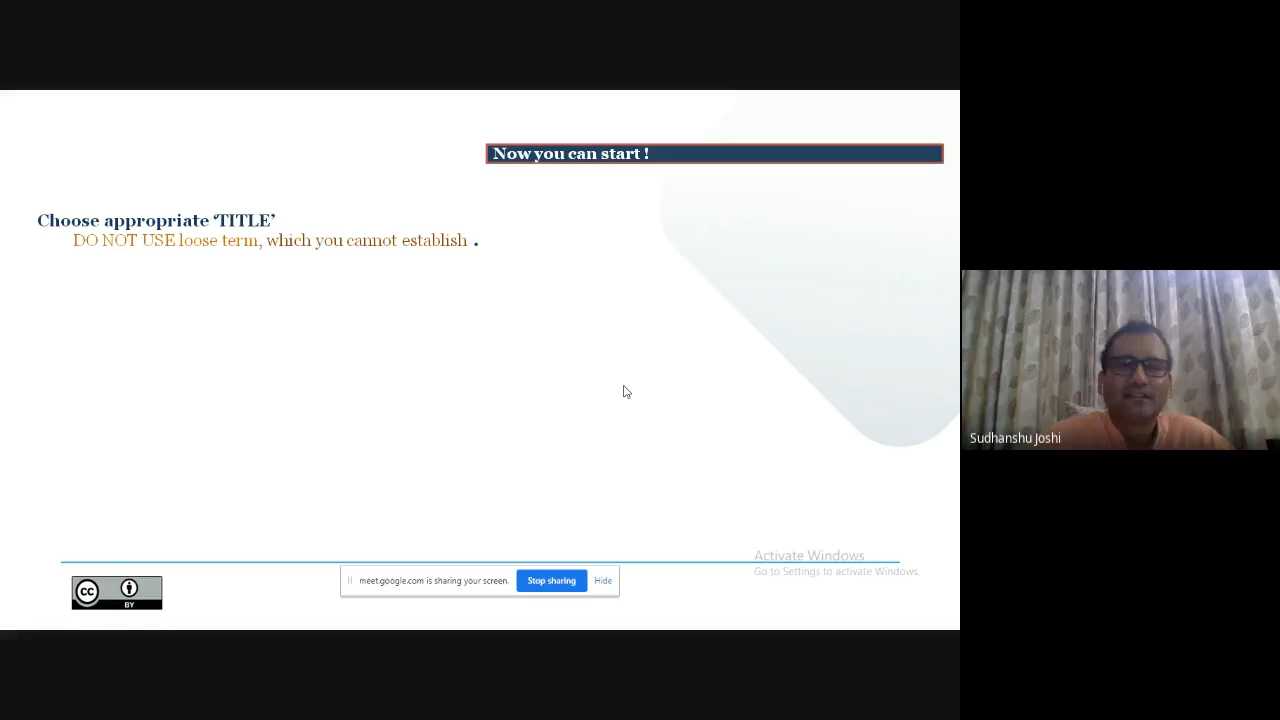 Now you can start !
Choose appropriate ‘TITLE’
DO NOT USE loose term, which you cannot establish .
Sudhanshu Joshi
Activate Windows
Go to Settings to activate Windows.
meet.google.com is sharing your screen. Stop sharing Hide
cc BY